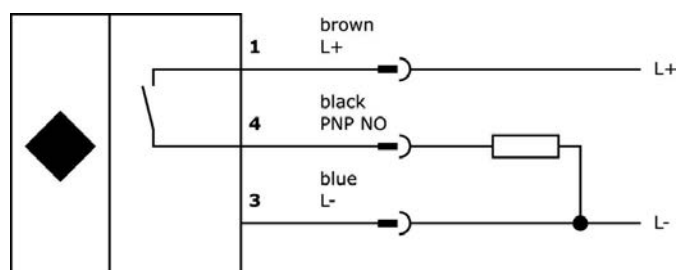 brown
1 L+
L+
black
4 PNP NO
blue
3 L-
L-